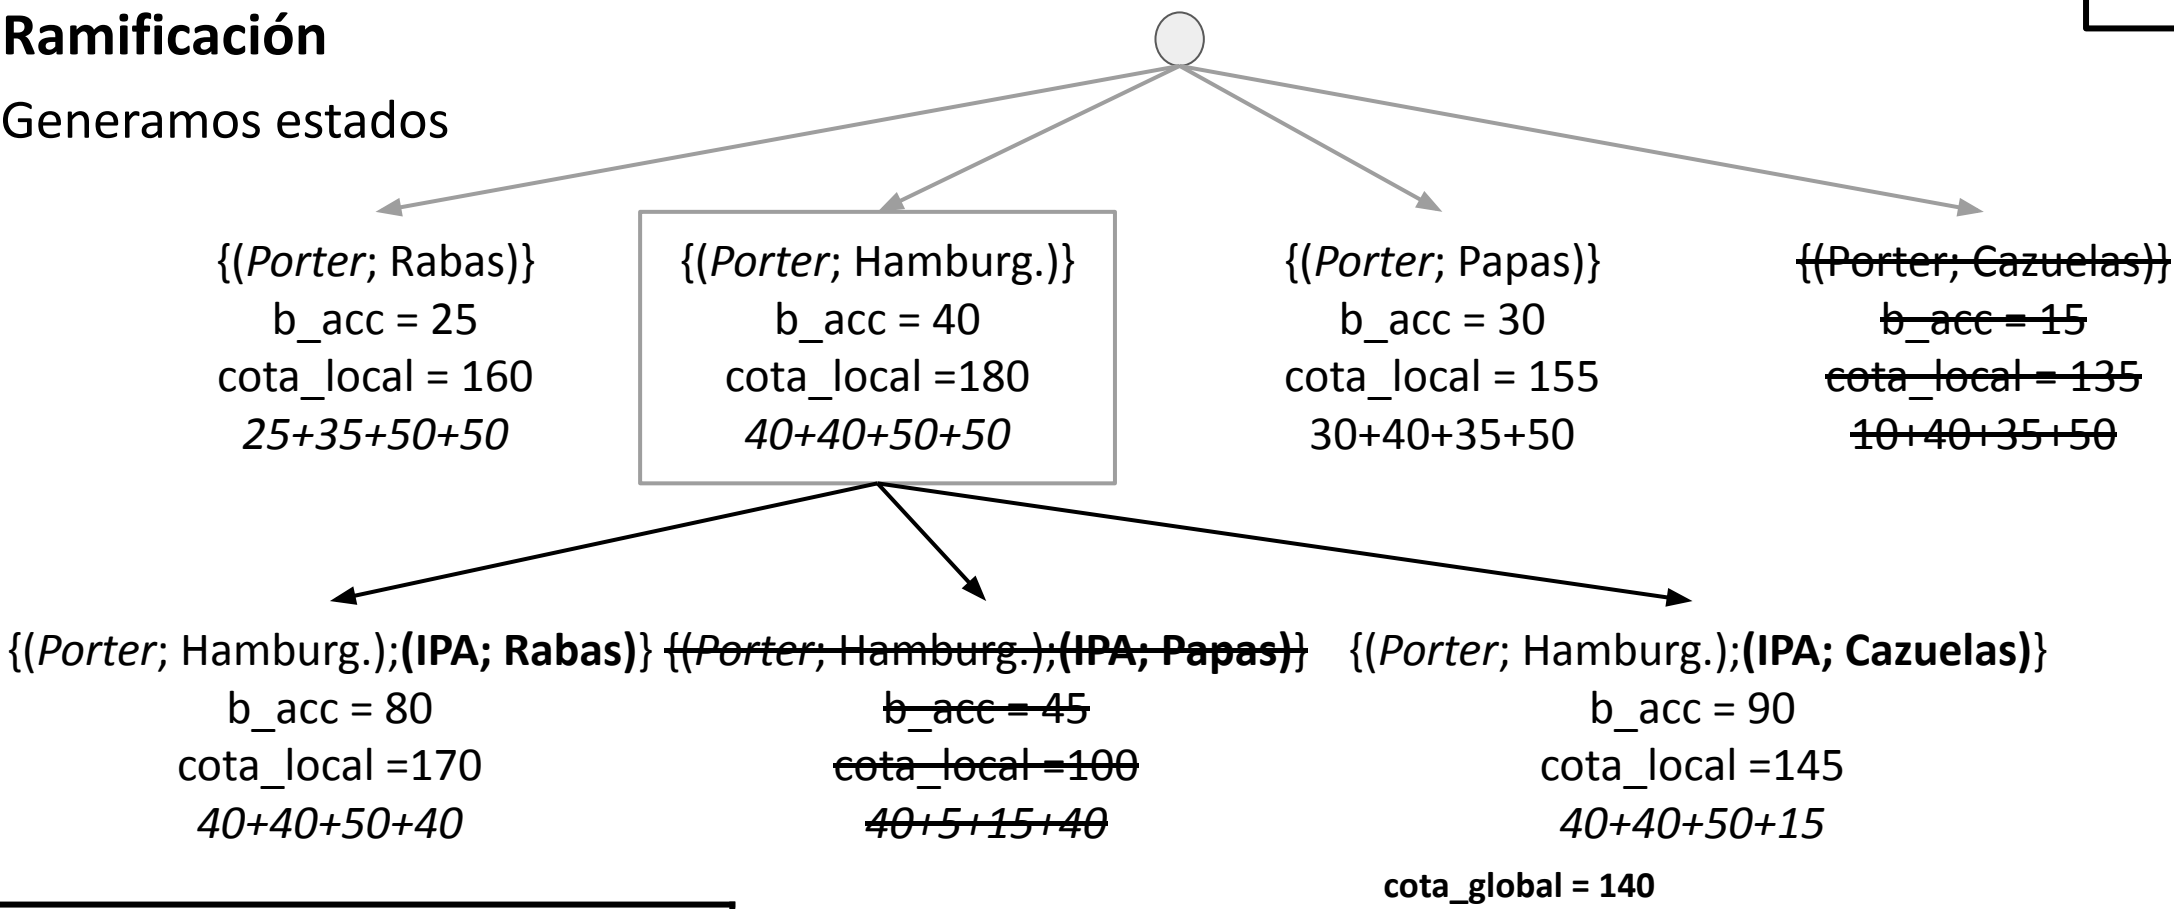 Ramificación
Generamos estados
{(Porter; Rabas)}
b_acc = 25
cota_local = 160
25+35+50+50
{(Porter; Hamburg.)}
b_acc = 40
cota_local =180
40+40+50+50
{(Porter; Papas)}
b_acc = 30
cota_local = 155
30+40+35+50
{(Porter; Cazuelas)}
b_acc = 15
cota_local = 135
10+40+35+50
{(Porter; Hamburg.);(IPA; Rabas)}
b_acc = 80
cota_local =170
40+40+50+40
{(Porter; Hamburg.);(IPA; Papas)}
b_acc = 45
cota_local =100
40+5+15+40
{(Porter; Hamburg.);(IPA; Cazuelas)}
b_acc = 90
cota_local =145
40+40+50+15
cota_global = 140